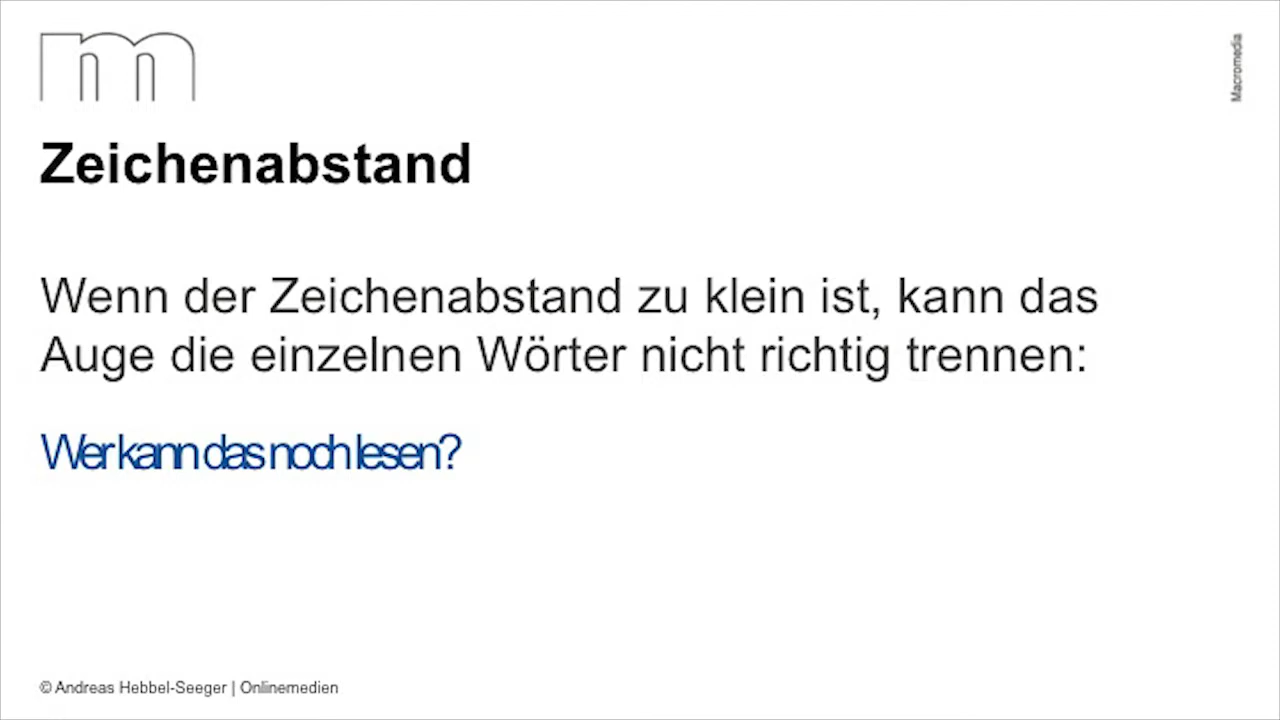 m
Macromedia
Zeichenabstand
Wenn der Zeichenabstand zu klein ist, kann das
Auge die einzelnen Wörter nicht richtig trennen:
Wer kann das noch lesen?
© Andreas Hebbel-Seeger | Onlinemedien